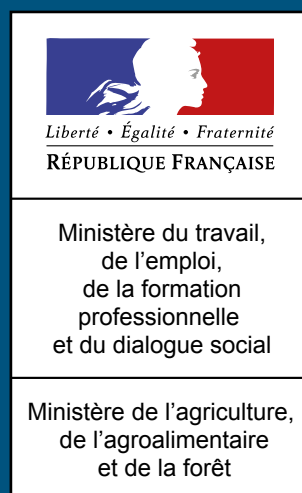 Liberté • Égalité • Fraternité
RÉPUBLIQUE FRANÇAISE
Ministère du travail,
de l'emploi,
de la formation
professionnelle
et du dialogue social
Ministère de l'agriculture,
de l'agroalimentaire
et de la forêt